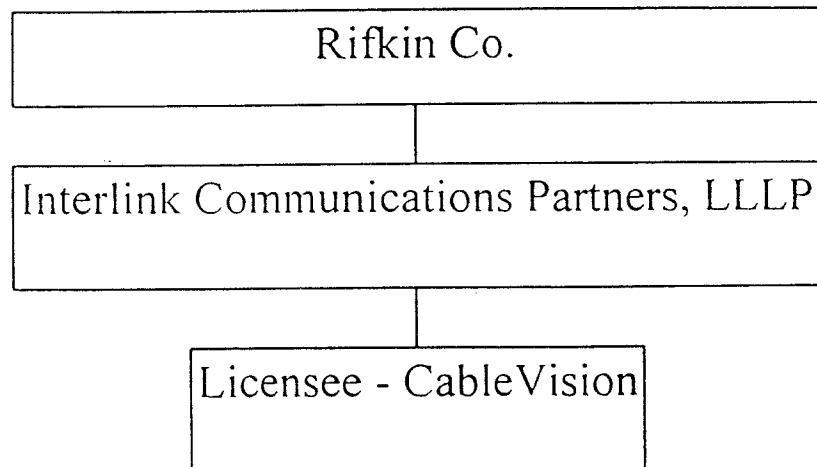 Rifkin Co.
Interlink Communications Partners, LLLP
Licensee - CableVision